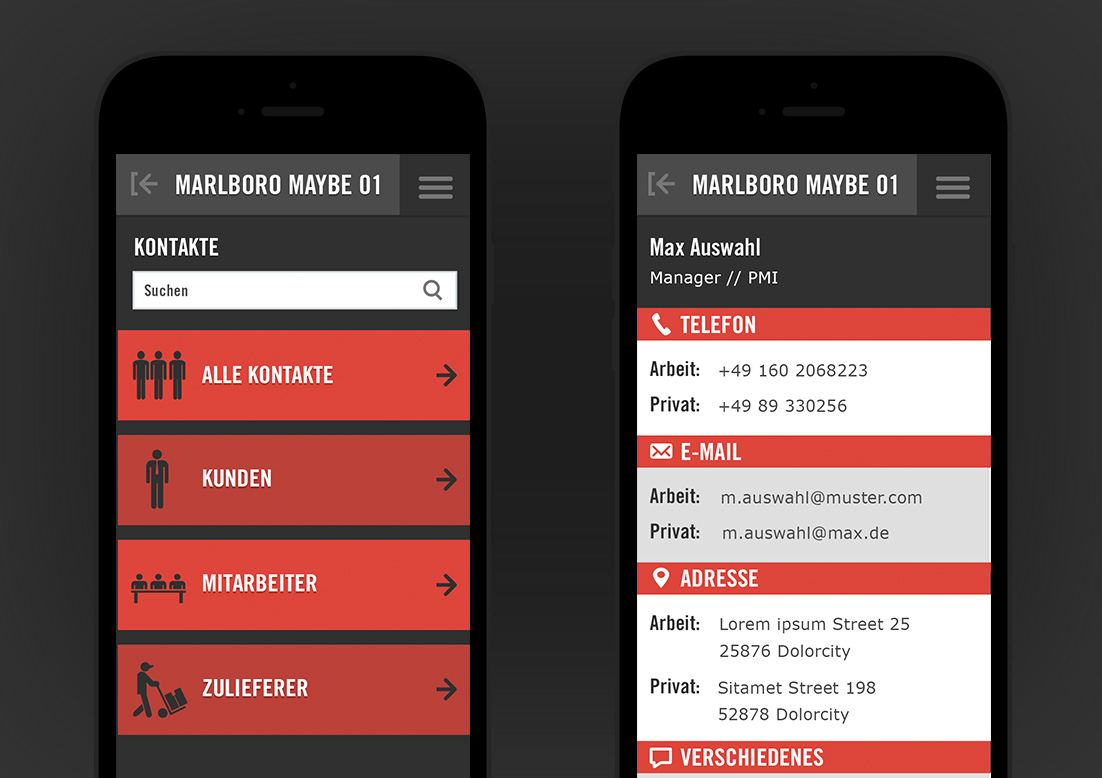 MARLBORO MAYBE 01
KONTAKTE
Suchen
ALLE KONTAKTE
KUNDEN
MITARBEITER
ZULIEFERER
MARLBORO MAYBE 01
Max Auswahl
Manager // PMI
TELEFON
Arbeit: +49 160 2068223
Privat: +49 89 330256
E-MAIL
Arbeit: m.auswahl@muster.com
Privat: m.auswahl@max.de
ADRESSE
Arbeit: Lorem ipsum Street 25
25876 Dolorcity
Privat: Sitamet Street 198
52878 Dolorcity
VERSCHIEDENES